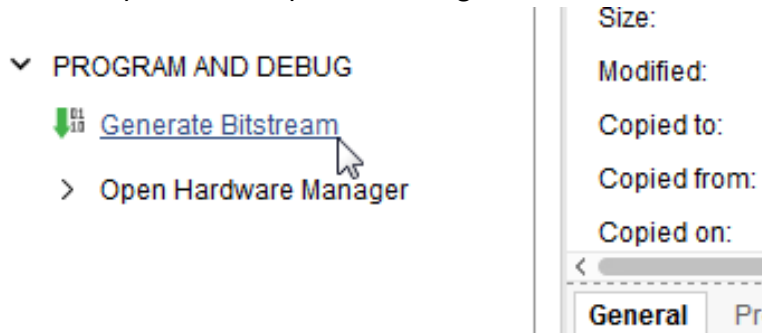 PROGRAM AND DEBUG
Generate Bitstream
Open Hardware Manager
Size:
Modified:
Copied to:
Copied from:
Copied on:
General
Pr